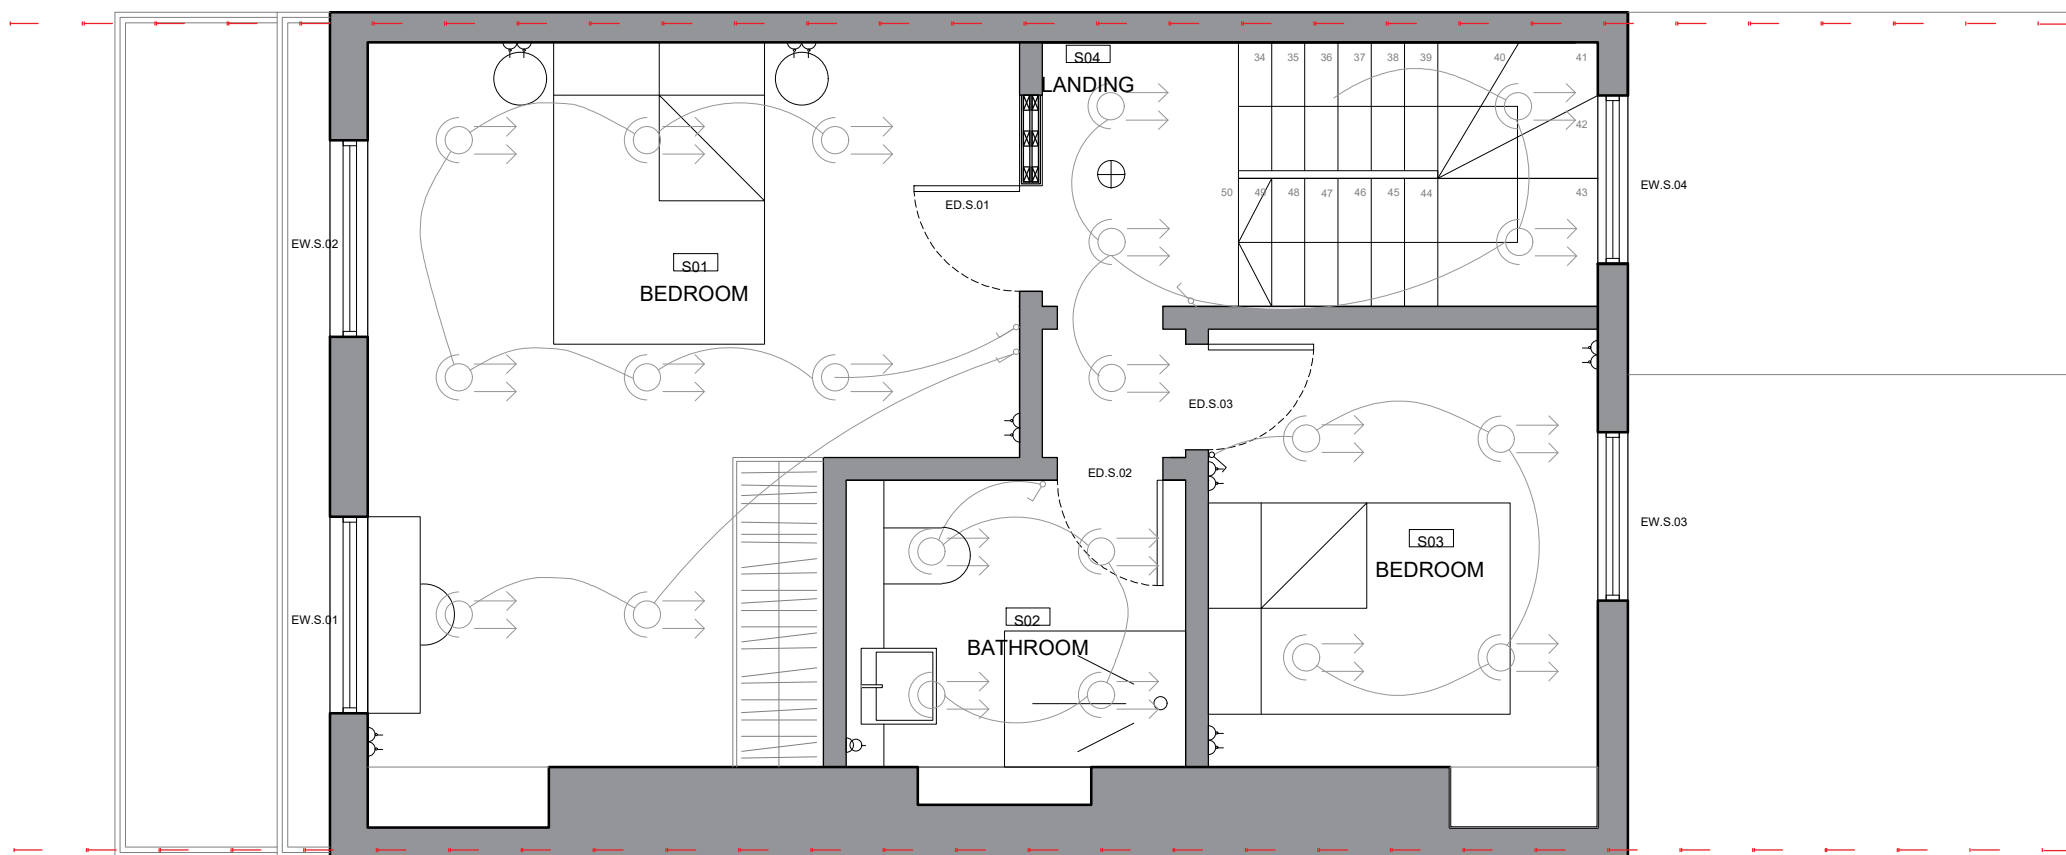 S04
LANDING
34 35 36 37 38 39 40 41
42
50 49 48 47 46 45 44 43
EW.S.04
ED.S.01
EW.S.02
S01
BEDROOM
ED.S.03
ED.S.02
EW.S.03
S03
BEDROOM
EW.S.01
S02
BATHROOM